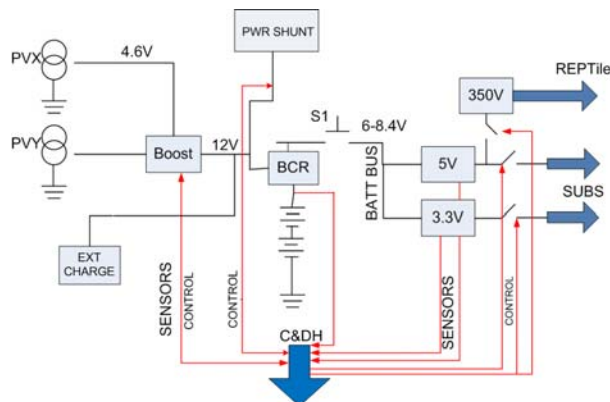 PWR SHUNT
4.6V
PVX
REPTile
350V
S1
6-8.4V
PVY
12V
Boost
BCR
BATT BUS
5V
SUBS
3.3V
EXT
CHARGE
SENSORS
CONTROL
CONTROL
SENSORS
CONTROL
C&DH